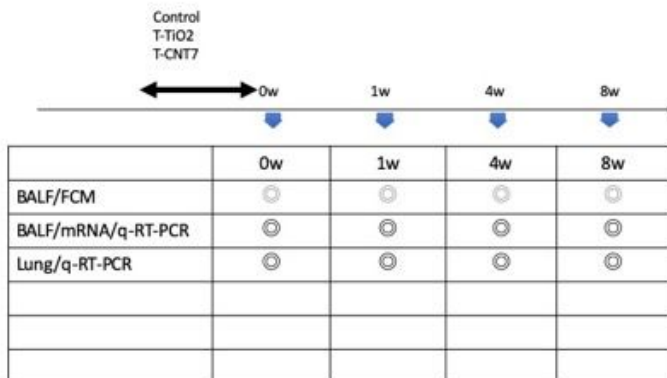 Control
T-TiO2
T-CNT7
0w 1w 4w 8w
0w 1w 4w 8w
BALF/FCM ◎ ◎ ◎ ◎
BALF/mRNA/q-RT-PCR ◎ ◎ ◎ ◎
Lung/q-RT-PCR ◎ ◎ ◎ ◎